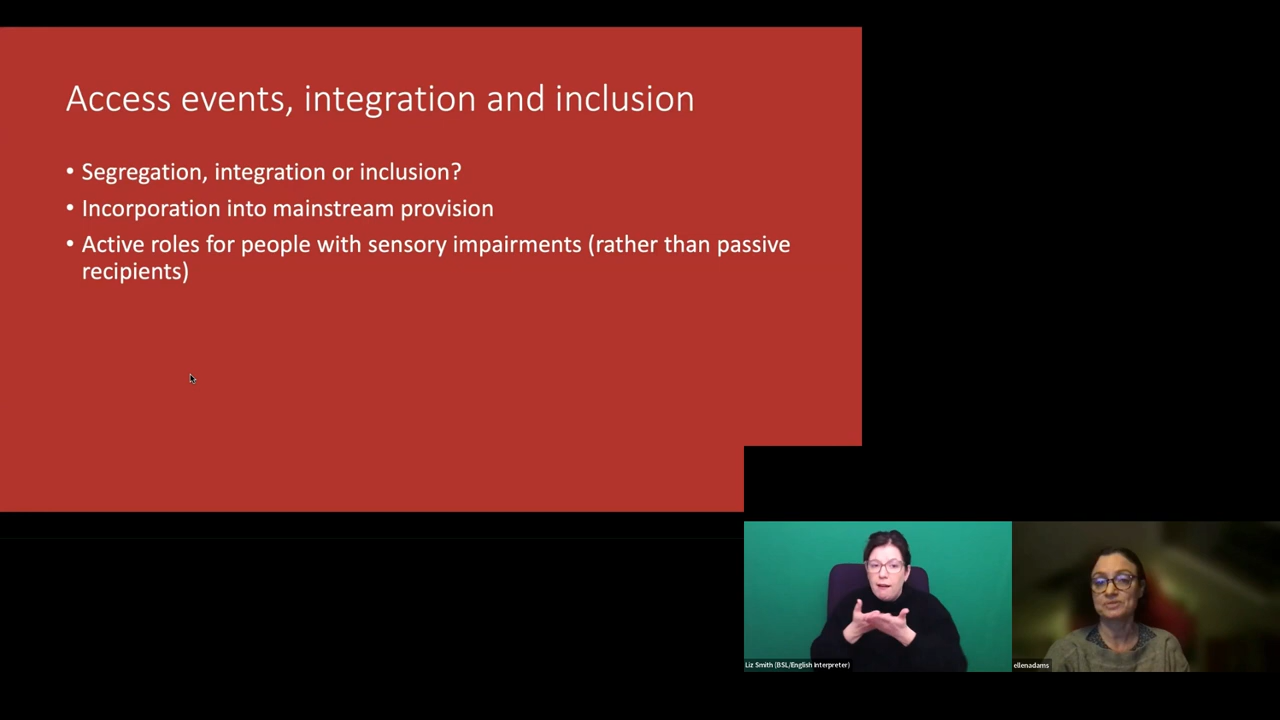 Access events, integration and inclusion
• Segregation, integration or inclusion?
• Incorporation into mainstream provision
• Active roles for people with sensory impairments (rather than passive
recipients)
Liz Smith (BSL/English Interpreter)
ellenadams